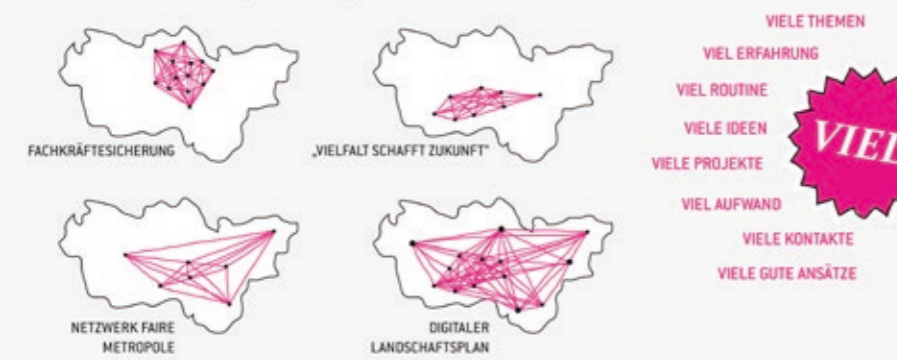 FACHKRÄFTESICHERUNG
„VIELFALT SCHAFFT ZUKUNFT“
NETZWERK FAIRE
METROPOLE
DIGITALER
LANDSCHAFTSPLAN
VIELE THEMEN
VIEL ERFAHRUNG
VIEL ROUTINE
VIELE IDEEN
VIELE PROJEKTE
VIEL AUFWAND
VIELE KONTAKTE
VIELE GUTE ANSÄTZE
VIEL